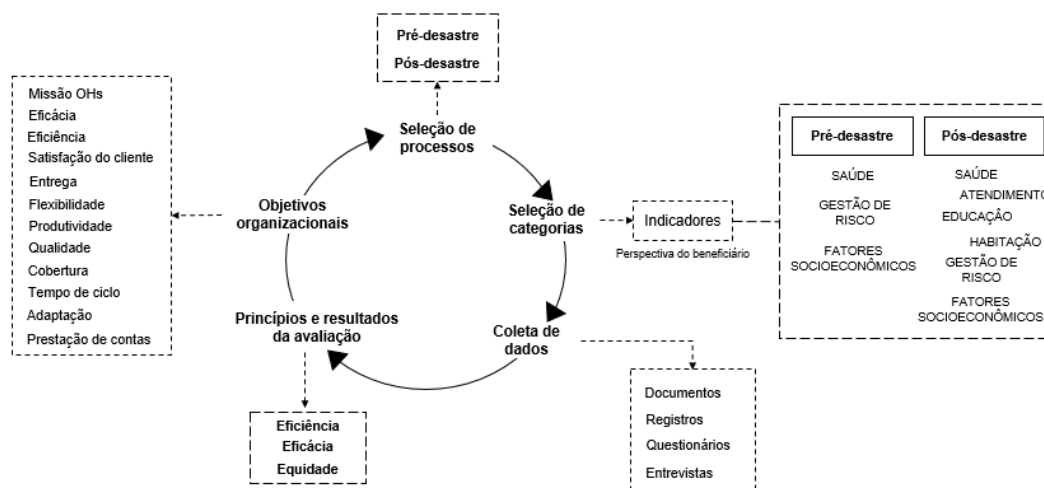 Pré-desastre
Pós-desastre
Missão OHs
Eficácia
Eficiência
Satisfação do cliente
Entrega
Flexibilidade
Produtividade
Qualidade
Cobertura
Tempo de ciclo
Adaptação
Prestação de contas
Seleção de
processos
Objetivos
organizacionais
Seleção de
categorias
Indicadores
Perspectiva do beneficiário
Pré-desastre
SAÚDE
GESTÃO DE
RISCO
FATORES
SOCIOECONÔMICOS
Pós-desastre
SAÚDE
ATENDIMENTO
EDUCAÇÂO
HABITAÇÃO
GESTÃO DE
RISCO
FATORES
SOCIOECONÔMICOS
Princípios e resultados
da avaliação
Coleta de
dados
Eficiência
Eficácia
Equidade
Documentos
Registros
Questionários
Entrevistas